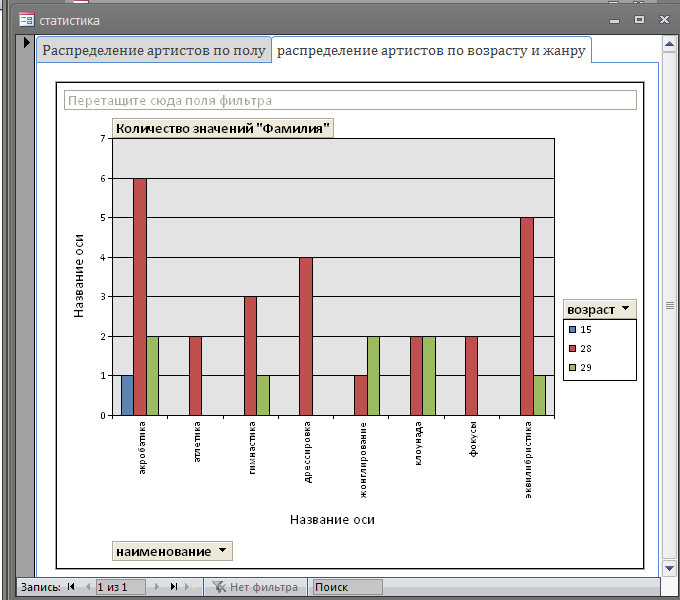 статистика
Распределение артистов по полу
распределение артистов по возрасту и жанру
Перетащите сюда поля фильтра
Количество значений "Фамилия"
7
6
5
4
3
2
1
0
Название оси
акробатика
атлетика
гимнастика
дрессировка
жонглирование
клоунада
фокусы
эквилибристика
Название оси
возраст
15
28
29
наименование
Запись: 1 из 1 Нет фильтра Поиск